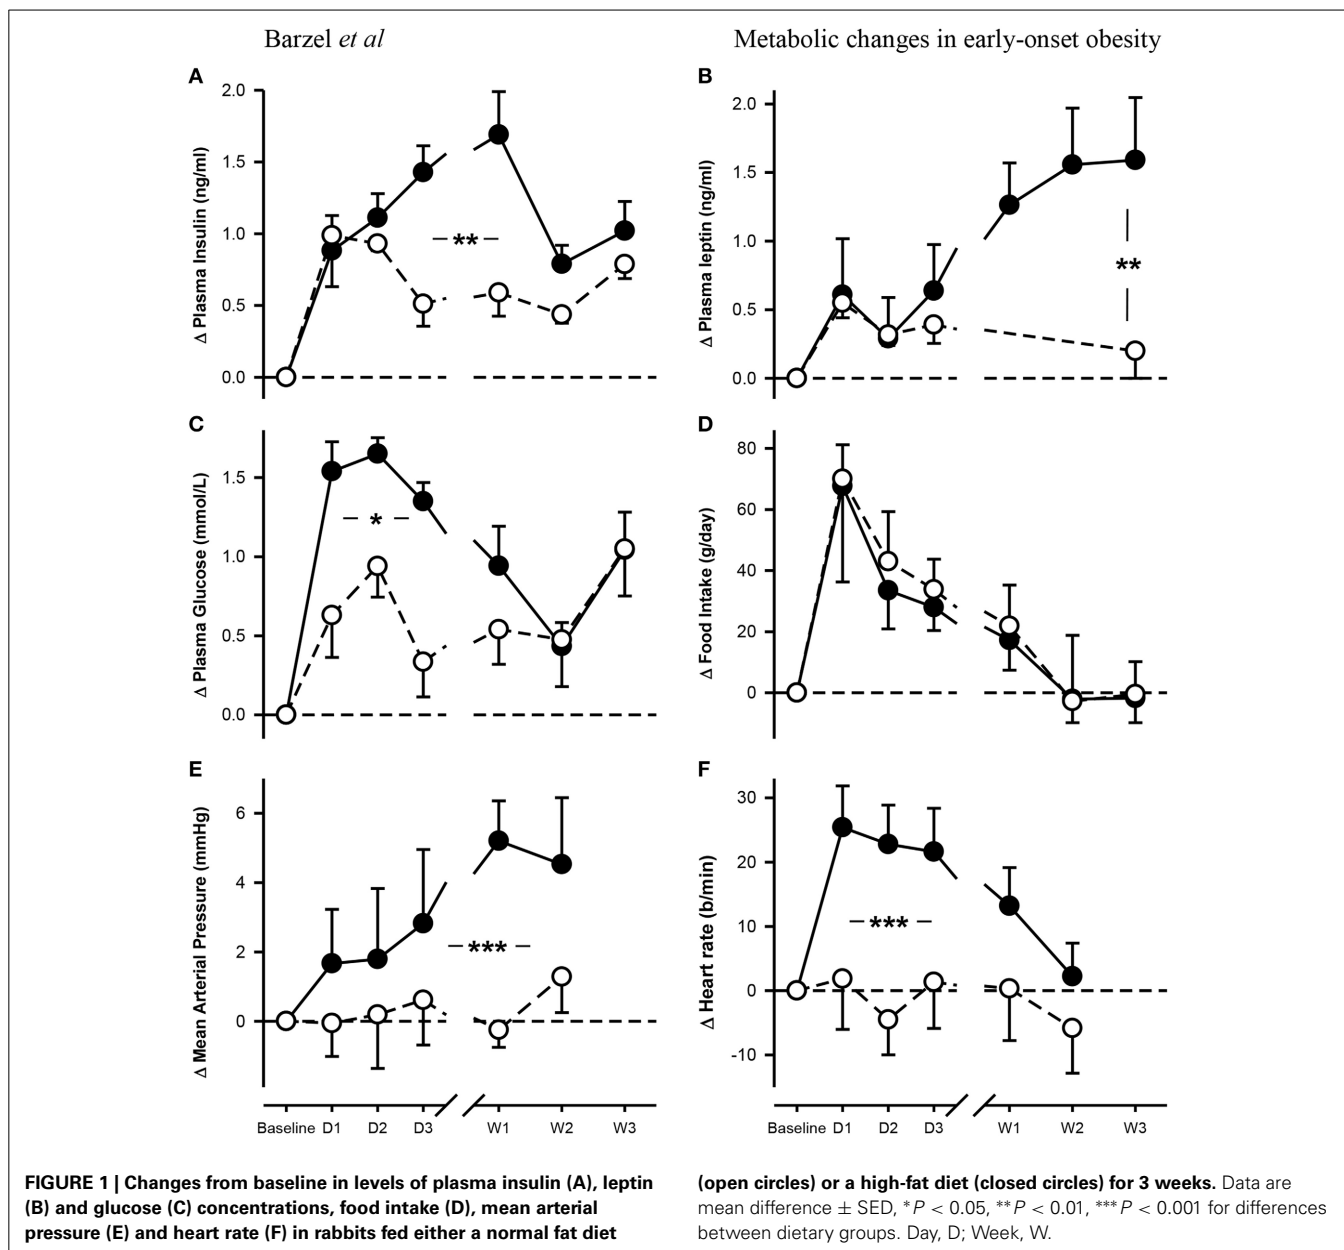 Barzel et al
Metabolic changes in early-onset obesity
A
Δ Plasma Insulin (ng/ml)
2.0
1.5
1.0
0.5
0.0
**
B
Δ Plasma leptin (ng/ml)
2.0
1.5
1.0
0.5
0.0
**
C
Δ Plasma Glucose (mmol/L)
1.5
1.0
0.5
0.0
*
D
Δ Food Intake (g/day)
80
60
40
20
0
E
Δ Mean Arterial Pressure (mmHg)
6
4
2
0
***
Baseline D1 D2 D3 W1 W2 W3
F
Δ Heart rate (b/min)
30
20
10
0
-10
***
Baseline D1 D2 D3 W1 W2 W3
FIGURE 1 | Changes from baseline in levels of plasma insulin (A), leptin
(B) and glucose (C) concentrations, food intake (D), mean arterial
pressure (E) and heart rate (F) in rabbits fed either a normal fat diet
(open circles) or a high-fat diet (closed circles) for 3 weeks. Data are
mean difference ± SED, *P < 0.05, **P < 0.01, ***P < 0.001 for differences
between dietary groups. Day, D; Week, W.